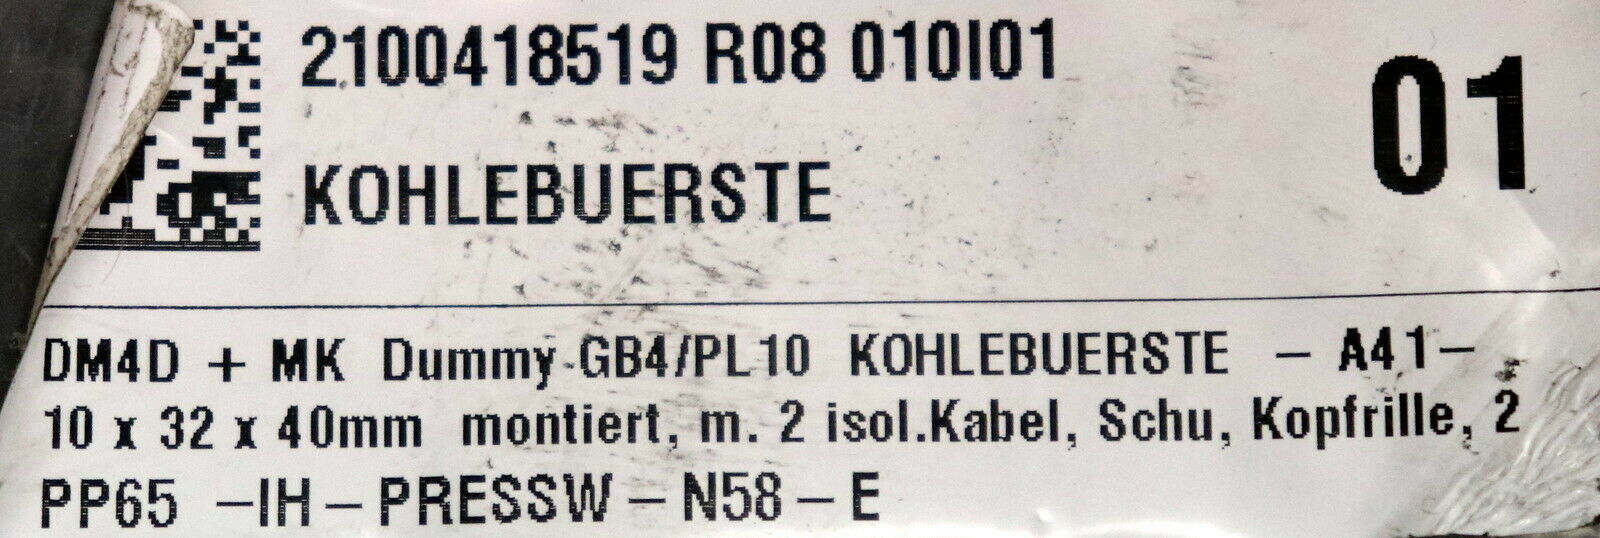 2100418519 R08 010I01
01
KOHLEBUERSTE
DM4D + MK Dummy GB4/PL10 KOHLEBUERSTE – A41–
10 x 32 x 40mm montiert, m. 2 isol.Kabel, Schu, Kopfrille, 2
PP65 –IH– PRESSW – N58 – E